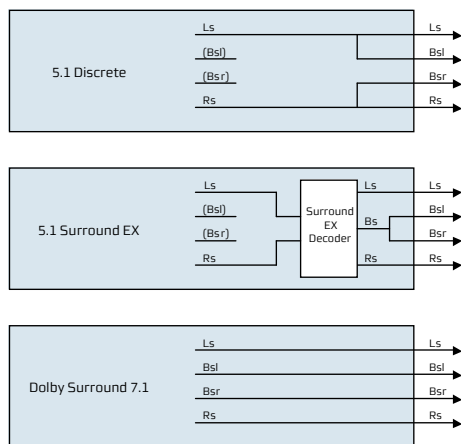 Ls Ls
(Bsl) Bsl
5.1 Discrete
(Bsr) Bsr
Rs Rs
Ls Ls Ls
(Bsl) Surround Bsl
5.1 Surround EX EX Bs
(Bsr) Decoder Bsr
Rs Rs Rs
Ls Ls
Bsl Bsl
Dolby Surround 7.1
Bsr Bsr
Rs Rs